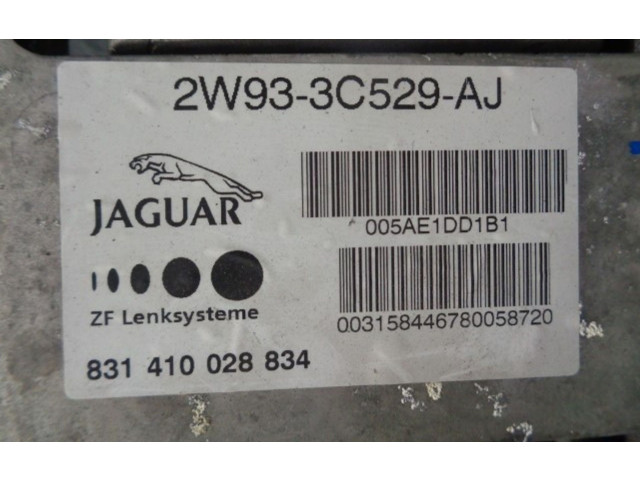 2W93-3C529-AJ
JAGUAR
005AE1DD1B1
ZF Lenksysteme
003158446780058720
831 410 028 834